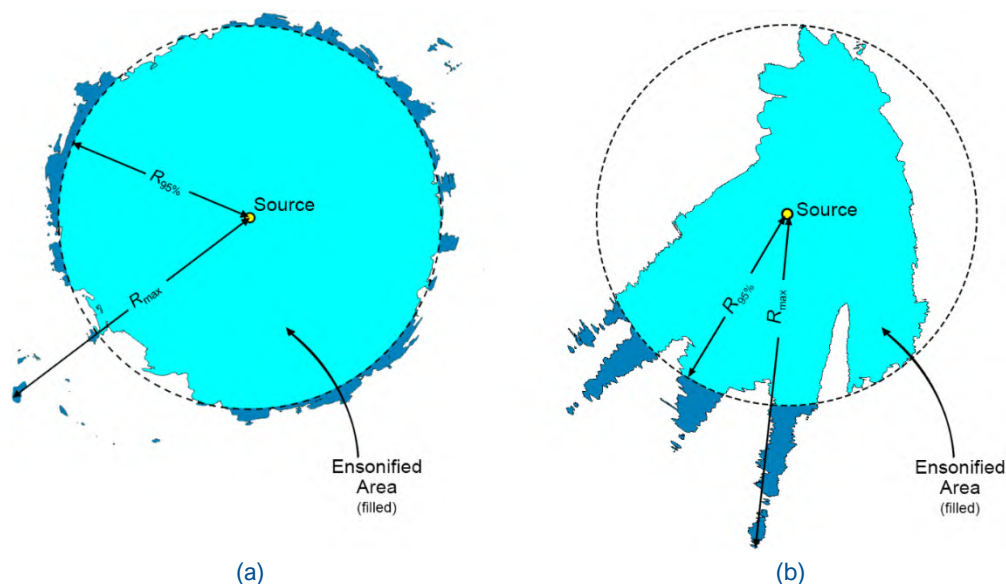 R95%
Source
Rmax
Ensonified
Area
(filled)
(a)
Source
R95%
Rmax
Ensonified
Area
(filled)
(b)